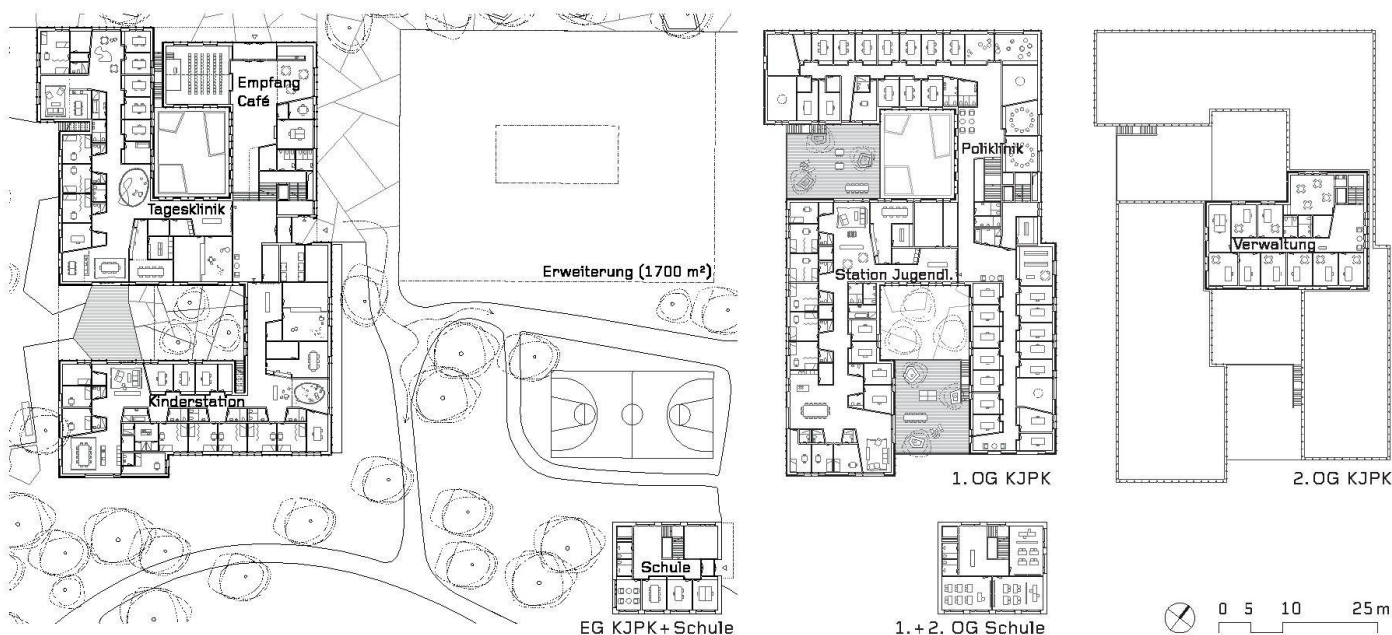 Empfang
Café
Tagesklinik
Erweiterung (1700 m²)
Kinderstation
Schule
EG KJPK+Schule
Poliklinik
Station Jugendl.
1.OG KJPK
1.+2. OG Schule
Verwaltung
2.OG KJPK
0 5 10 25m